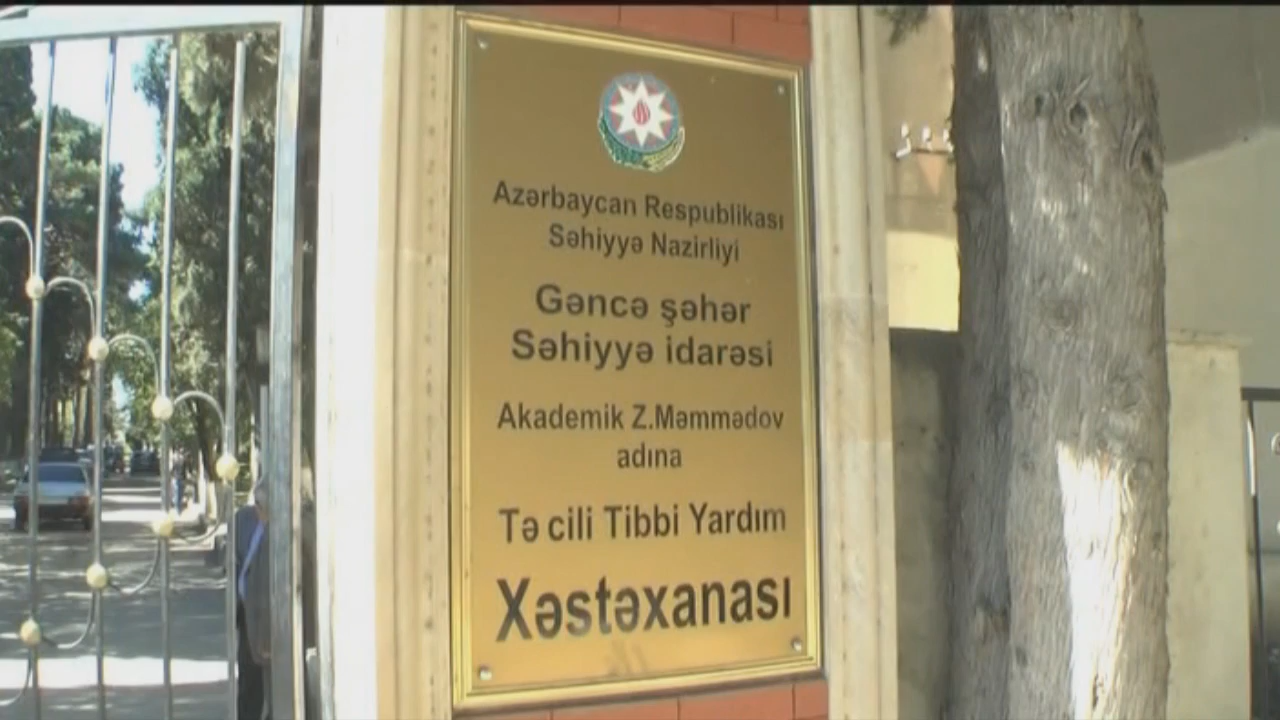 Azərbaycan Respublikası
Səhiyyə Nazirliyi
Gəncə şəhər
Səhiyyə idarəsi
Akademik Z.Məmmədov
adına
Tə cili Tibbi Yardım
Xəstəxanası